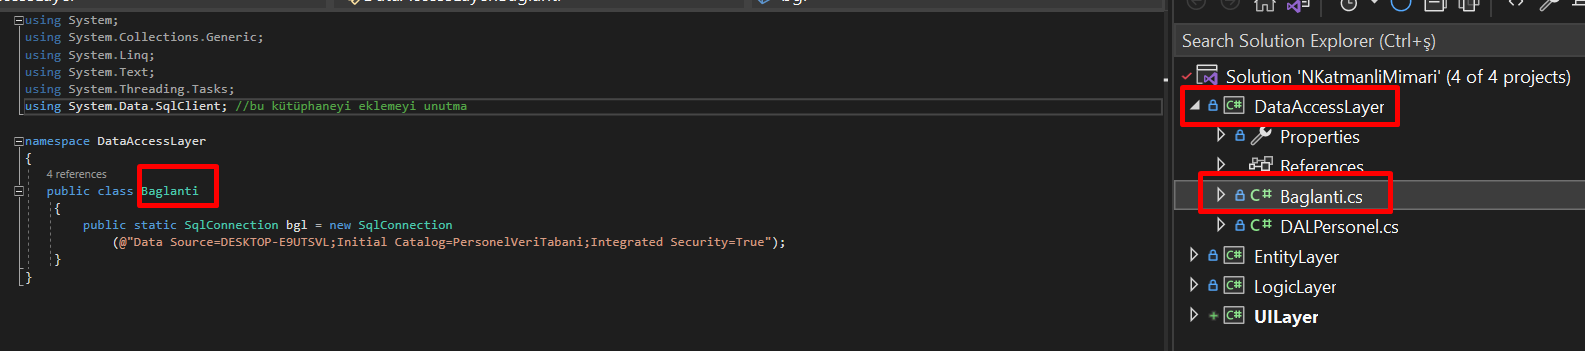 using System;
using System.Collections.Generic;
using System.Linq;
using System.Text;
using System.Threading.Tasks;
using System.Data.SqlClient; //bu kütüphaneyi eklemeyi unutma
namespace DataAccessLayer
{
4 references
public class Baglanti
{
public static SqlConnection bgl = new SqlConnection
(@"Data Source=DESKTOP-E9UTSVL;Initial Catalog=PersonelVeriTabani;Integrated Security=True");
}
}
Search Solution Explorer (Ctrl+ş)
Solution 'NKatmanliMimari' (4 of 4 projects)
C# DataAccessLayer
Properties
References
C# Baglanti.cs
C# DALPersonel.cs
C# EntityLayer
C# LogicLayer
C# UILayer